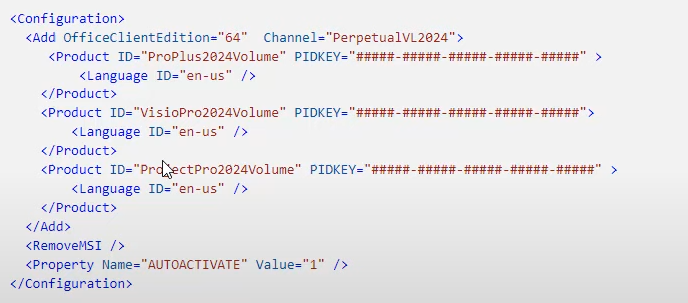 <Configuration>
<Add OfficeClientEdition="64" Channel="PerpetualVL2024">
<Product ID="ProPlus2024Volume" PIDKEY="#####-#####-#####-#####-#####" >
<Language ID="en-us" />
</Product>
<Product ID="VisioPro2024Volume" PIDKEY="#####-#####-#####-#####-#####">
<Language ID="en-us" />
</Product>
<Product ID="ProjectPro2024Volume" PIDKEY="#####-#####-#####-#####-#####" >
<Language ID="en-us" />
</Product>
</Add>
<RemoveMSI />
<Property Name="AUTOACTIVATE" Value="1" />
</Configuration>